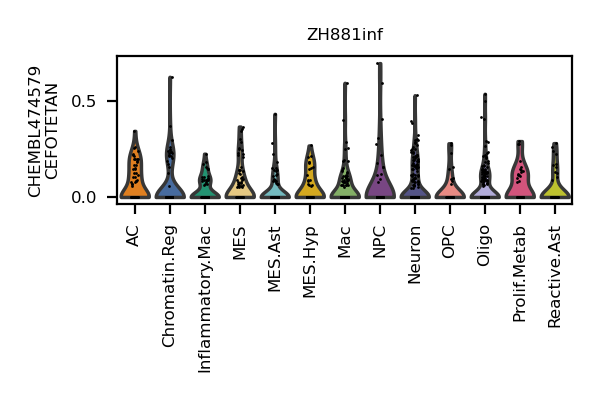 ZH881inf
CHEMBL474579
CEFOTETAN
0.5
0.0
AC
Chromatin.Reg
Inflammatory.Mac
MES
MES.Ast
MES.Hyp
Mac
NPC
Neuron
OPC
Oligo
Prolif.Metab
Reactive.Ast